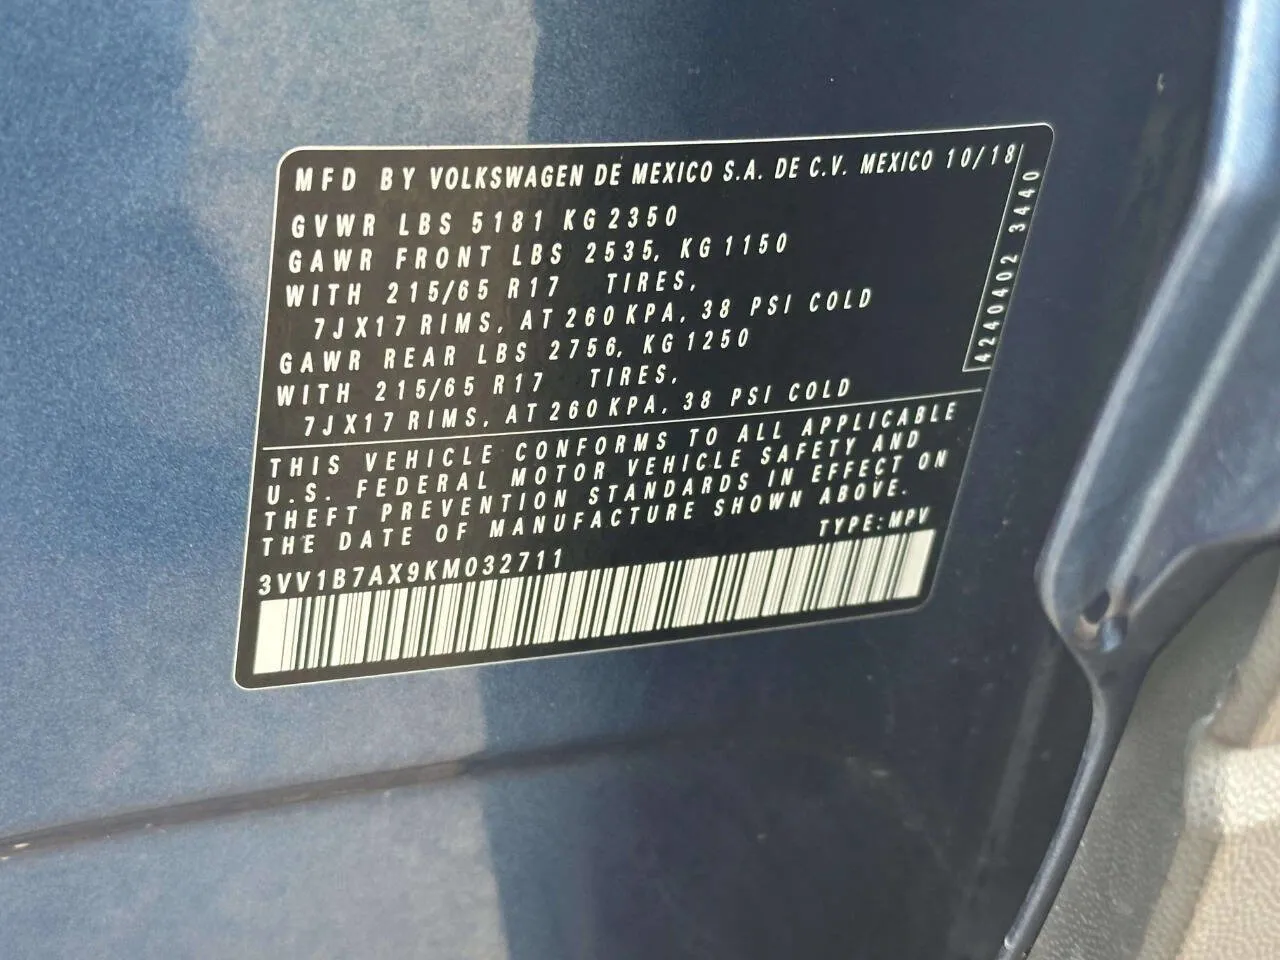 MFD BY VOLKSWAGEN DE MEXICO S.A. DE C.V. MEXICO 10/18
GVWR LBS 5181 KG 2350
GAWR FRONT LBS 2535, KG 1150
WITH 215/65 R17 TIRES,
7JX17 RIMS, AT 260 KPA, 38 PSI COLD
GAWR REAR LBS 2756, KG 1250
WITH 215/65 R17 TIRES,
7JX17 RIMS, AT 260 KPA, 38 PSI COLD
4240402 3440
THIS VEHICLE CONFORMS TO ALL APPLICABLE
U.S. FEDERAL MOTOR VEHICLE SAFETY AND
THEFT PREVENTION STANDARDS IN EFFECT ON
THE DATE OF MANUFACTURE SHOWN ABOVE.
TYPE: MPV
3VV1B7AX9KM032711